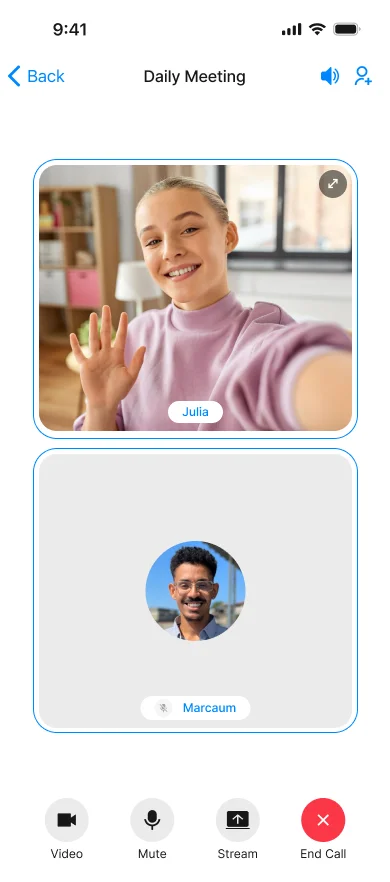 9:41
Back
Daily Meeting
Julia
Marcaum
Video
Mute
Stream
End Call